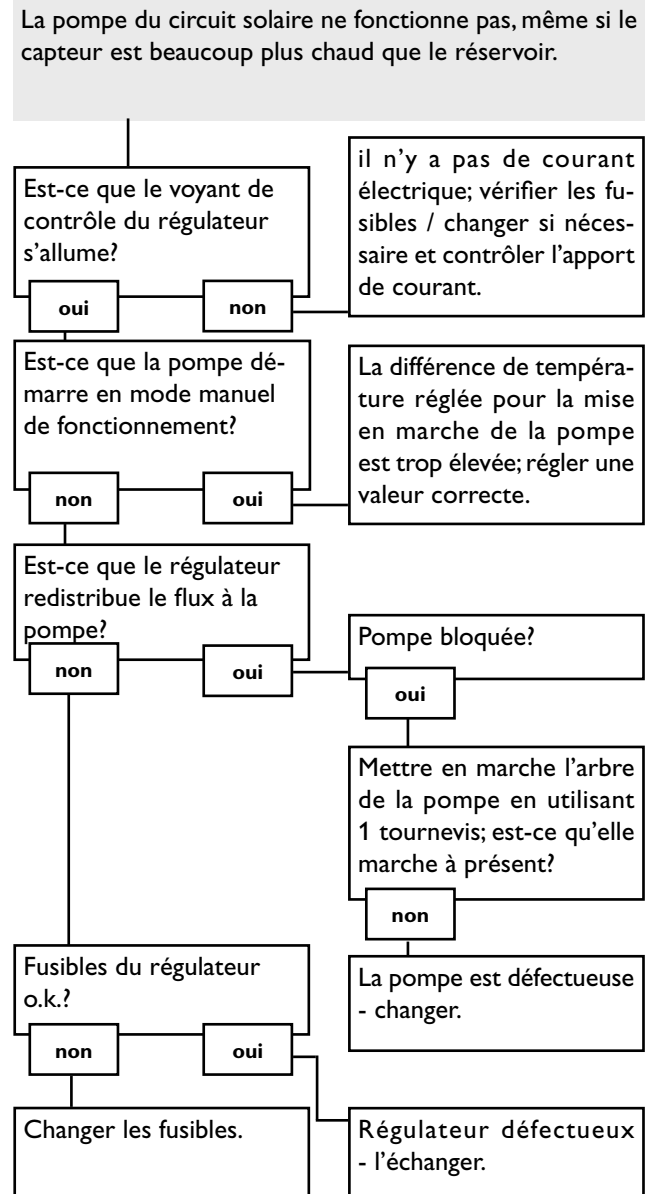 La pompe du circuit solaire ne fonctionne pas, même si le
capteur est beaucoup plus chaud que le réservoir.
Est-ce que le voyant de
contrôle du régulateur
s'allume?
oui
non
il n'y a pas de courant
électrique; vérifier les fu-
sibles / changer si néces-
saire et contrôler l'apport
de courant.
Est-ce que la pompe dé-
marre en mode manuel
de fonctionnement?
non
oui
La différence de températu-
ture réglée pour la mise
en marche de la pompe
est trop élevée; régler une
valeur correcte.
Est-ce que le régulateur
redistribue le flux à la
pompe?
non
oui
Pompe bloquée?
oui
Mettre en marche l'arbre
de la pompe en utilisant
1 tournevis; est-ce qu'elle
marche à présent?
non
La pompe est défectueuse
- changer.
Fusibles du régulateur
o.k.?
non
oui
Changer les fusibles.
Régulateur défectueux
- l'échanger.